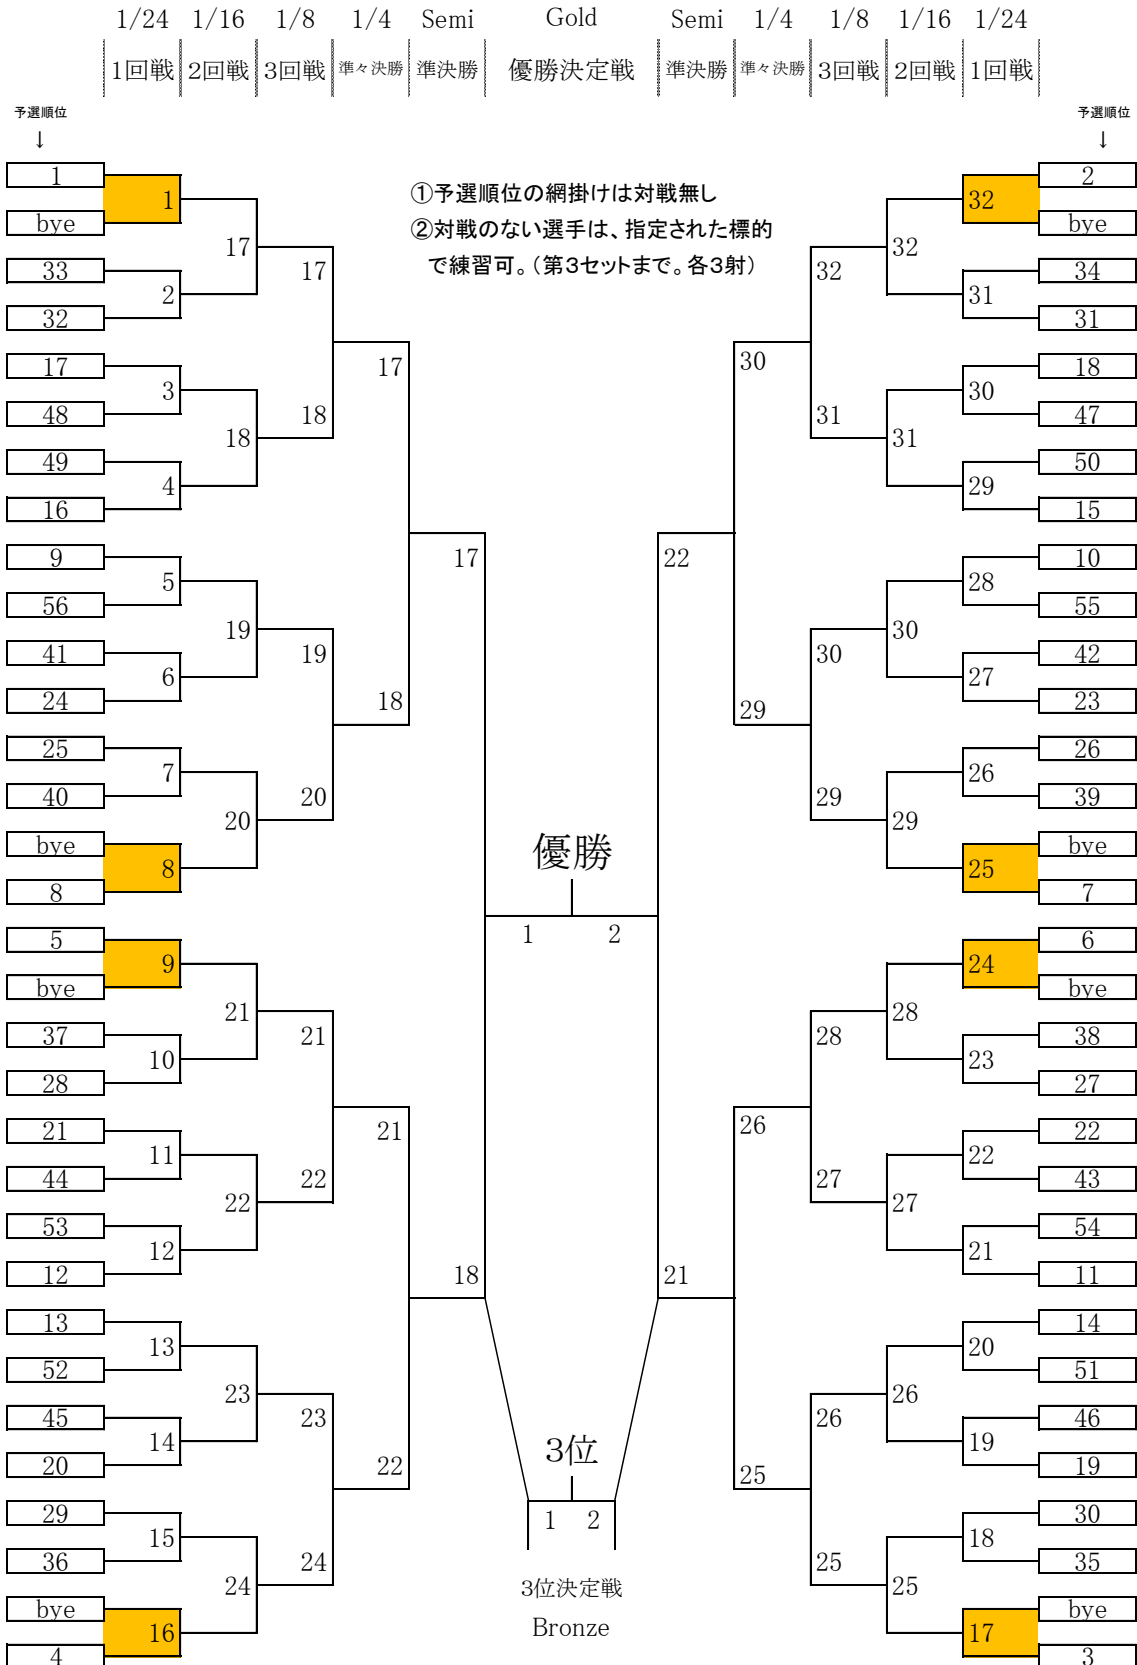 1/24 1/16 1/8 1/4 Semi Gold Semi 1/4 1/8 1/16 1/24
1回戦 2回戦 3回戦 準々決勝 準決勝 優勝決定戦 準決勝 準々決勝 3回戦 2回戦 1回戦
予選順位 予選順位
↓ ↓
①予選順位の網掛けは対戦無し
②対戦のない選手は、指定された標的
で練習可。(第3セットまで。各3射)
1 2
1 32
bye bye
17 32
33 17 32 34
2 31
32 31
17 17 30 18
3 30
48 18 31 47
18 31
49 50
4 29
16 15
9 17 22 10
5 28
56 55
19 30
41 19 30 42
6 27
24 18 29 23
25 26
7 26
40 20 29 39
20 29
bye 優勝 bye
8 25
8 7
5 1 2 6
9 24
bye bye
21 28
37 21 28 38
10 23
28 27
21 21 26 22
11 22
44 22 27 43
22 27
53 54
12 21
12 18 21 11
13 14
13 20
52 51
23 26
45 23 26 46
14 3位 19
20 22 25 19
29 1 2 30
15 18
36 24 25 35
24 3位決定戦 25
bye Bronze bye
16 17
4 3